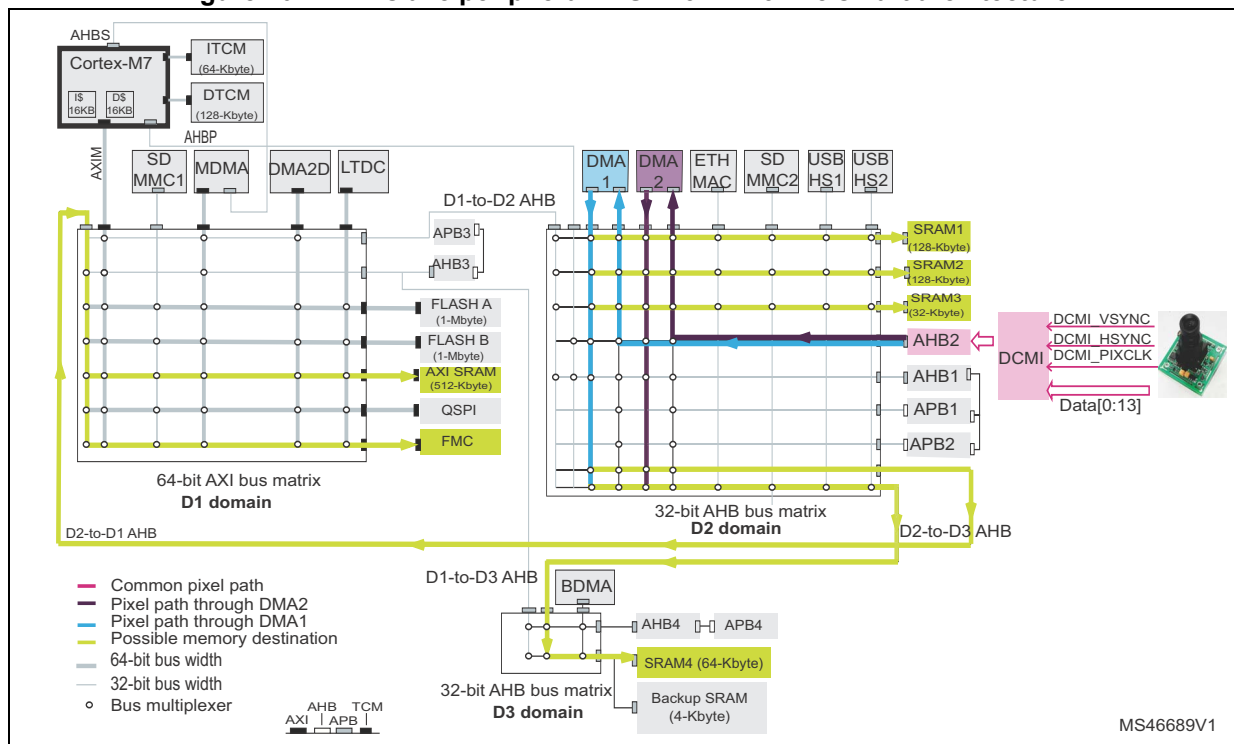 AHBS
Cortex-M7
I$
16KB
D$
16KB
ITCM
(64-Kbyte)
DTCM
(128-Kbyte)
AHBP
AXIM
SD
MMC1
MDMA
DMA2D
LTDC
DMA
1
DMA
2
ETH
MAC
SD
MMC2
USB
HS1
USB
HS2
D1-to-D2 AHB
APB3
AHB3
FLASH A
(1-Mbyte)
FLASH B
(1-Mbyte)
AXI SRAM
(512-Kbyte)
QSPI
FMC
SRAM1
(128-Kbyte)
SRAM2
(128-Kbyte)
SRAM3
(32-Kbyte)
AHB2
AHB1
APB1
APB2
DCMI
DCMI_VSYNC
DCMI_HSYNC
DCMI_PIXCLK
Data[0:13]
64-bit AXI bus matrix
D1 domain
32-bit AHB bus matrix
D2 domain
D2-to-D1 AHB
D2-to-D3 AHB
D1-to-D3 AHB
BDMA
AHB4
APB4
SRAM4 (64-Kbyte)
Backup SRAM
(4-Kbyte)
32-bit AHB bus matrix
D3 domain
Common pixel path
Pixel path through DMA2
Pixel path through DMA1
Possible memory destination
64-bit bus width
32-bit bus width
Bus multiplexer
AHB
TCM
AXI
APB
MS46689V1